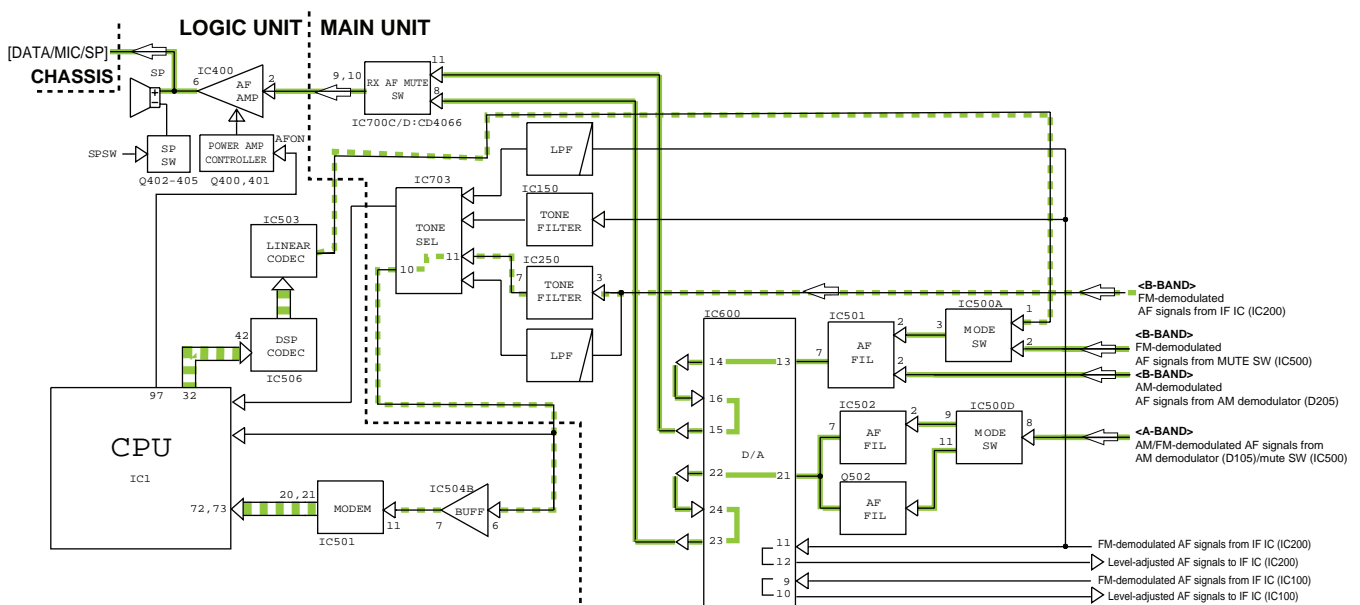 LOGIC UNIT
MAIN UNIT
[DATA/MIC/SP]
CHASSIS
SP
IC400
6
AF
AMP
2
9,10
RX AF MUTE
SW
11
8
IC700C/D:CD4066
SPSW
SP
SW
Q402-405
POWER AMP
CONTROLLER
AFON
Q400,401
LPF
IC703
TONE
SEL
11
10
IC150
TONE
FILTER
IC250
7
TONE
FILTER
3
LPF
IC503
LINEAR
CODEC
42
DSP
CODEC
IC506
97
32
CPU
IC1
72,73
20,21
MODEM
IC501
11
IC504B
BUFF
7
6
IC600
14
13
16
15
D/A
22
21
24
23
11
12
9
10
IC501
7
AF
FIL
2
2
IC500A
3
MODE
SW
1
2
IC502
7
AF
FIL
2
Q502
AF
FIL
IC500D
9
11
MODE
SW
8
<B-BAND>
FM-demodulated
AF signals from IF IC (IC200)
<B-BAND>
FM-demodulated
AF signals from MUTE SW (IC500)
<B-BAND>
AM-demodulated
AF signals from AM demodulator (D205)
<A-BAND>
AM/FM-demodulated AF signals from
AM demodulator (D105)/mute SW (IC500)
FM-demodulated AF signals from IF IC (IC200)
Level-adjusted AF signals to IF IC (IC200)
FM-demodulated AF signals from IF IC (IC100)
Level-adjusted AF signals to IF IC (IC100)